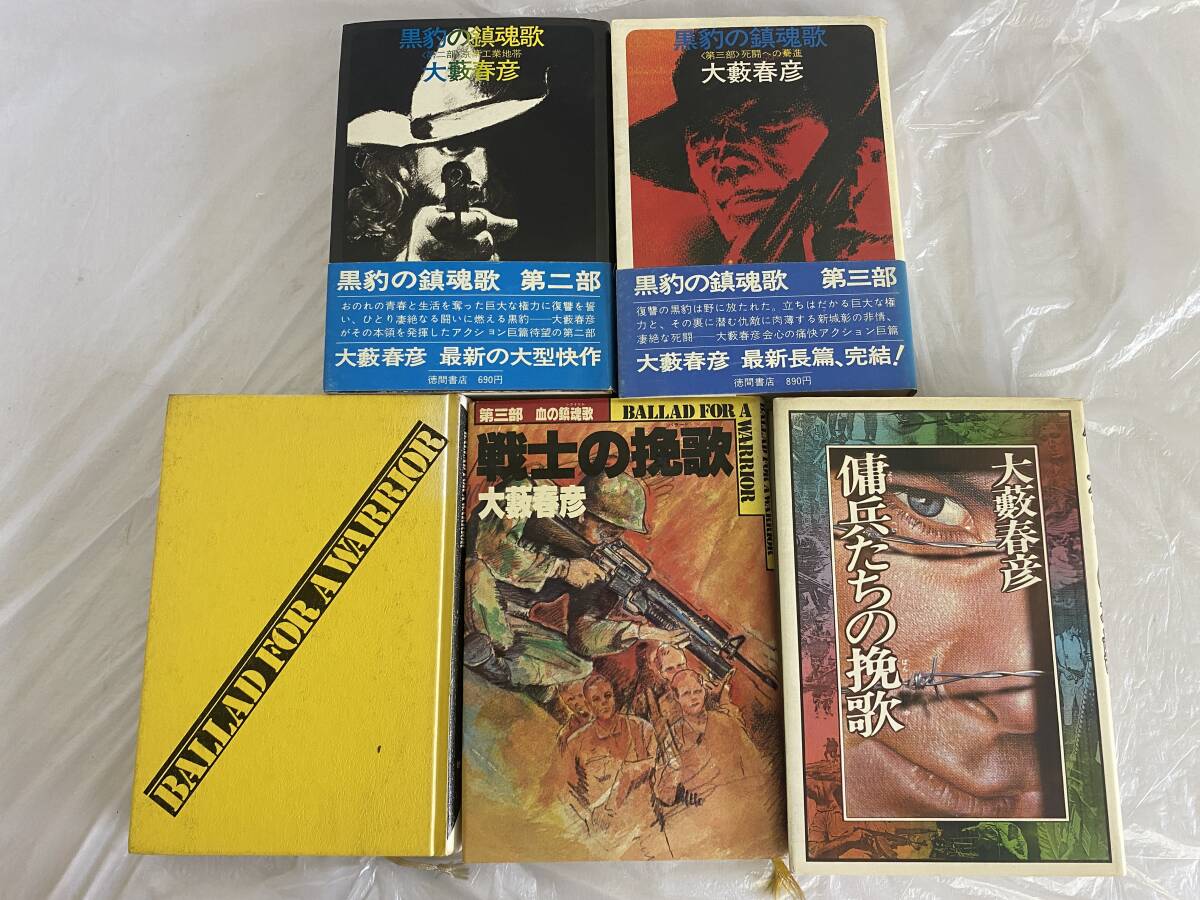 黒豹の鎮魂歌
〈第二部〉京浜工業地帯
大藪春彦
黒豹の鎮魂歌 第二部
おのれの青春と生活を奪った巨大な権力に復讐を誓
い、ひとり凄絶なる闘いに燃える黒豹――大藪春彦
がその本領を発揮したアクション巨篇待望の第二部
大藪春彦 最新の大型快作
徳間書店 690円
黒豹の鎮魂歌
〈第三部〉死闘への驀進
大藪春彦
黒豹の鎮魂歌 第三部
復讐の黒豹は野に放たれた。立ちはだかる巨大な権
力と、その裏に潜む仇敵に肉薄する新城彰の非情、
凄絶な死闘――大藪春彦会心の痛快アクション巨篇
大藪春彦 最新長篇、完結!
徳間書店 890円
BALLAD FOR A WARRIOR
第三部 血の鎮魂歌
BALLAD FOR A
WARRIOR
戦士の挽歌
大藪春彦
大藪春彦
傭兵たちの挽歌